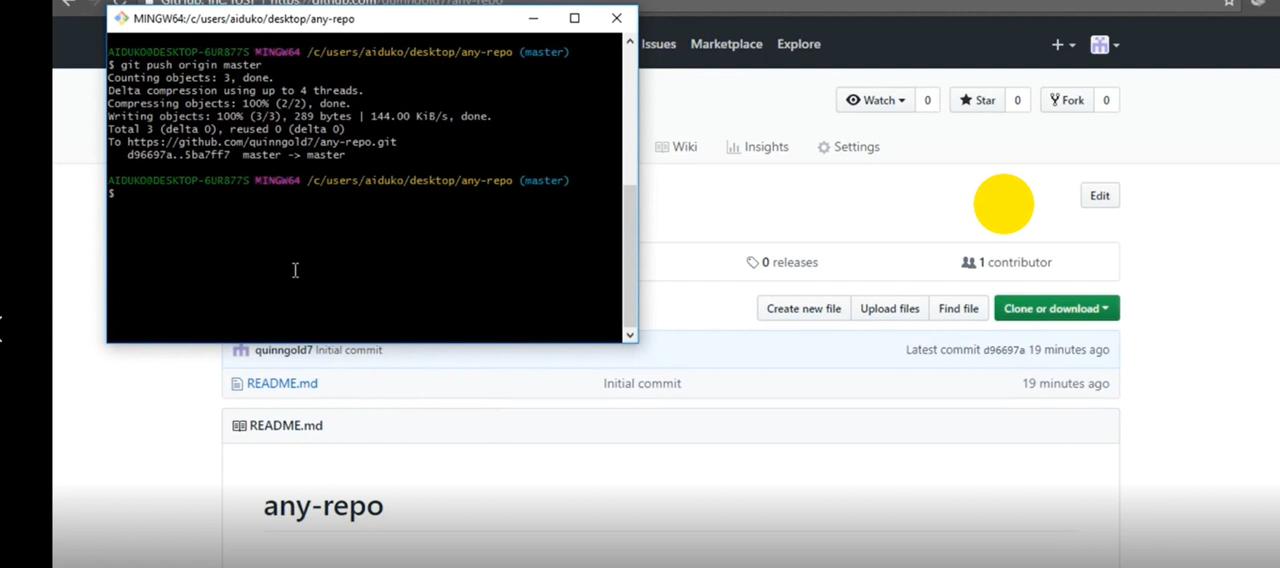 MINGW64:/c/users/aiduko/desktop/any-repo
AIDUKO@DESKTOP-6UR877S MINGW64 /c/users/aiduko/desktop/any-repo (master)
$ git push origin master
Counting objects: 3, done.
Delta compression using up to 4 threads.
Compressing objects: 100% (2/2), done.
Writing objects: 100% (3/3), 289 bytes | 144.00 KiB/s, done.
Total 3 (delta 0), reused 0 (delta 0)
To https://github.com/quinngold7/any-repo.git
d96697a..5ba7ff7 master -> master
AIDUKO@DESKTOP-6UR877S MINGW64 /c/users/aiduko/desktop/any-repo (master)
$
Issues Marketplace Explore
Watch 0 Star 0 Fork 0
Wiki Insights Settings
Edit
0 releases 1 contributor
Create new file Upload files Find file Clone or download
quinngold7 Initial commit Latest commit d96697a 19 minutes ago
README.md Initial commit 19 minutes ago
README.md
any-repo